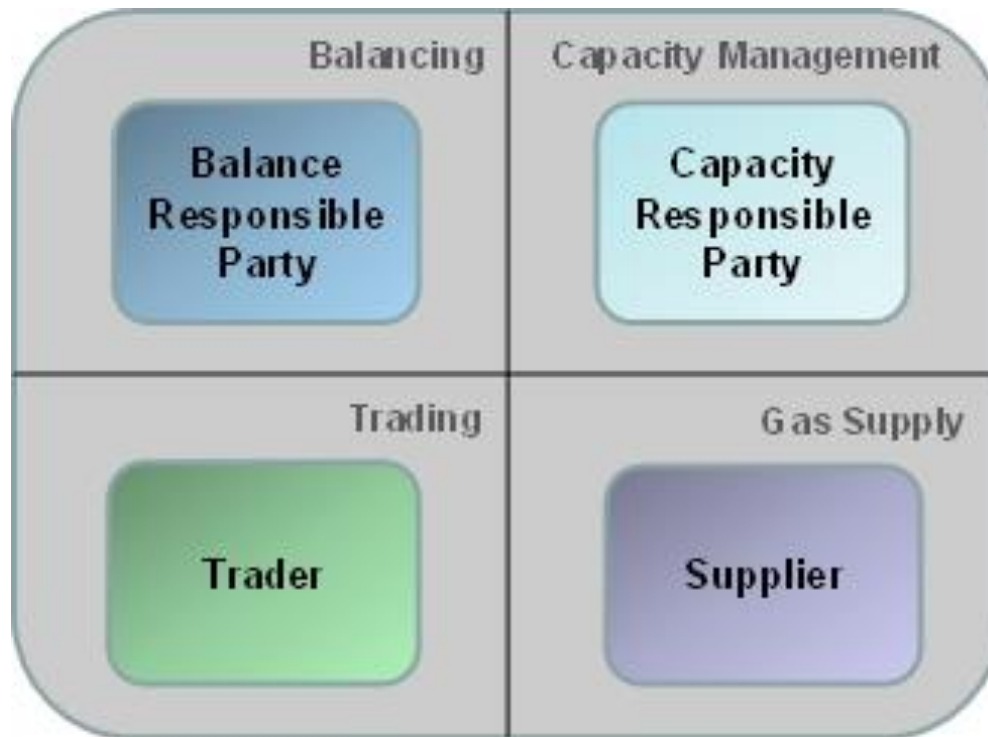 Balancing
Balance
Responsible
Party
Capacity Management
Capacity
Responsible
Party
Trading
Trader
Gas Supply
Supplier